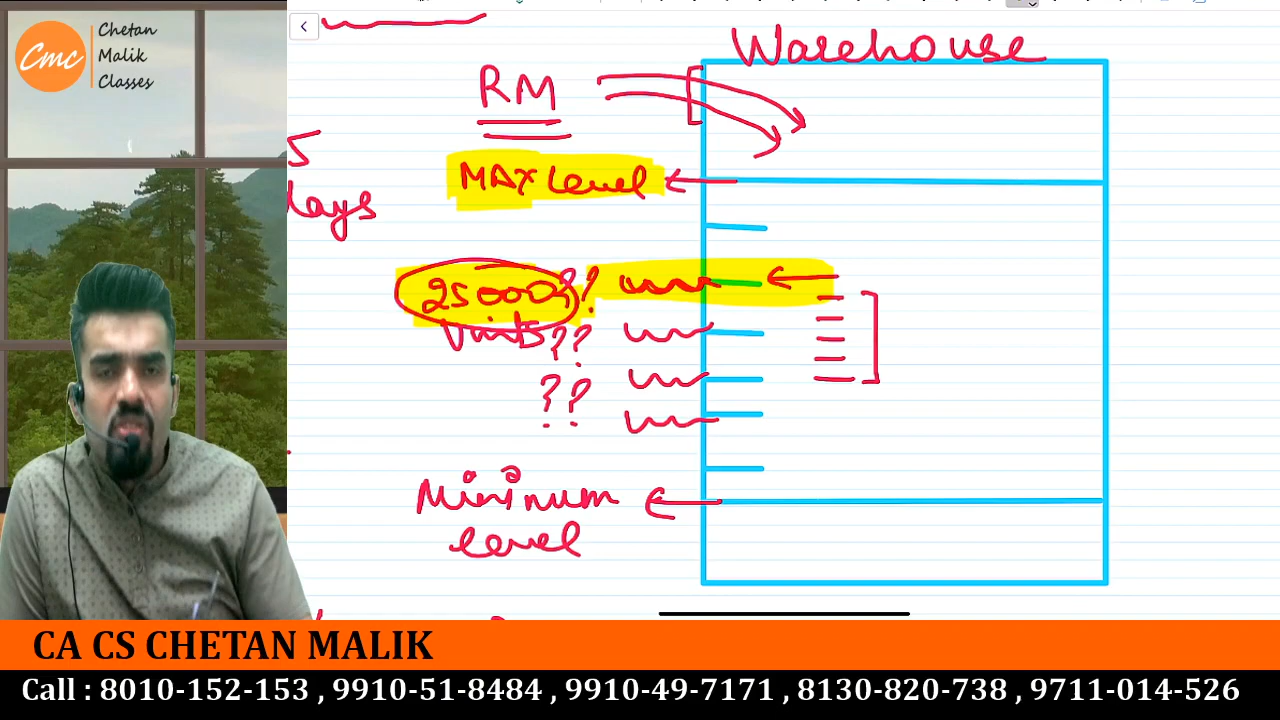 Chetan
Malik
Classes
Cmc
Warehouse
RM
MAX level
5
days
25000??
Units??
??
Minimum
level
CA CS CHETAN MALIK
Call : 8010-152-153 , 9910-51-8484 , 9910-49-7171 , 8130-820-738 , 9711-014-526